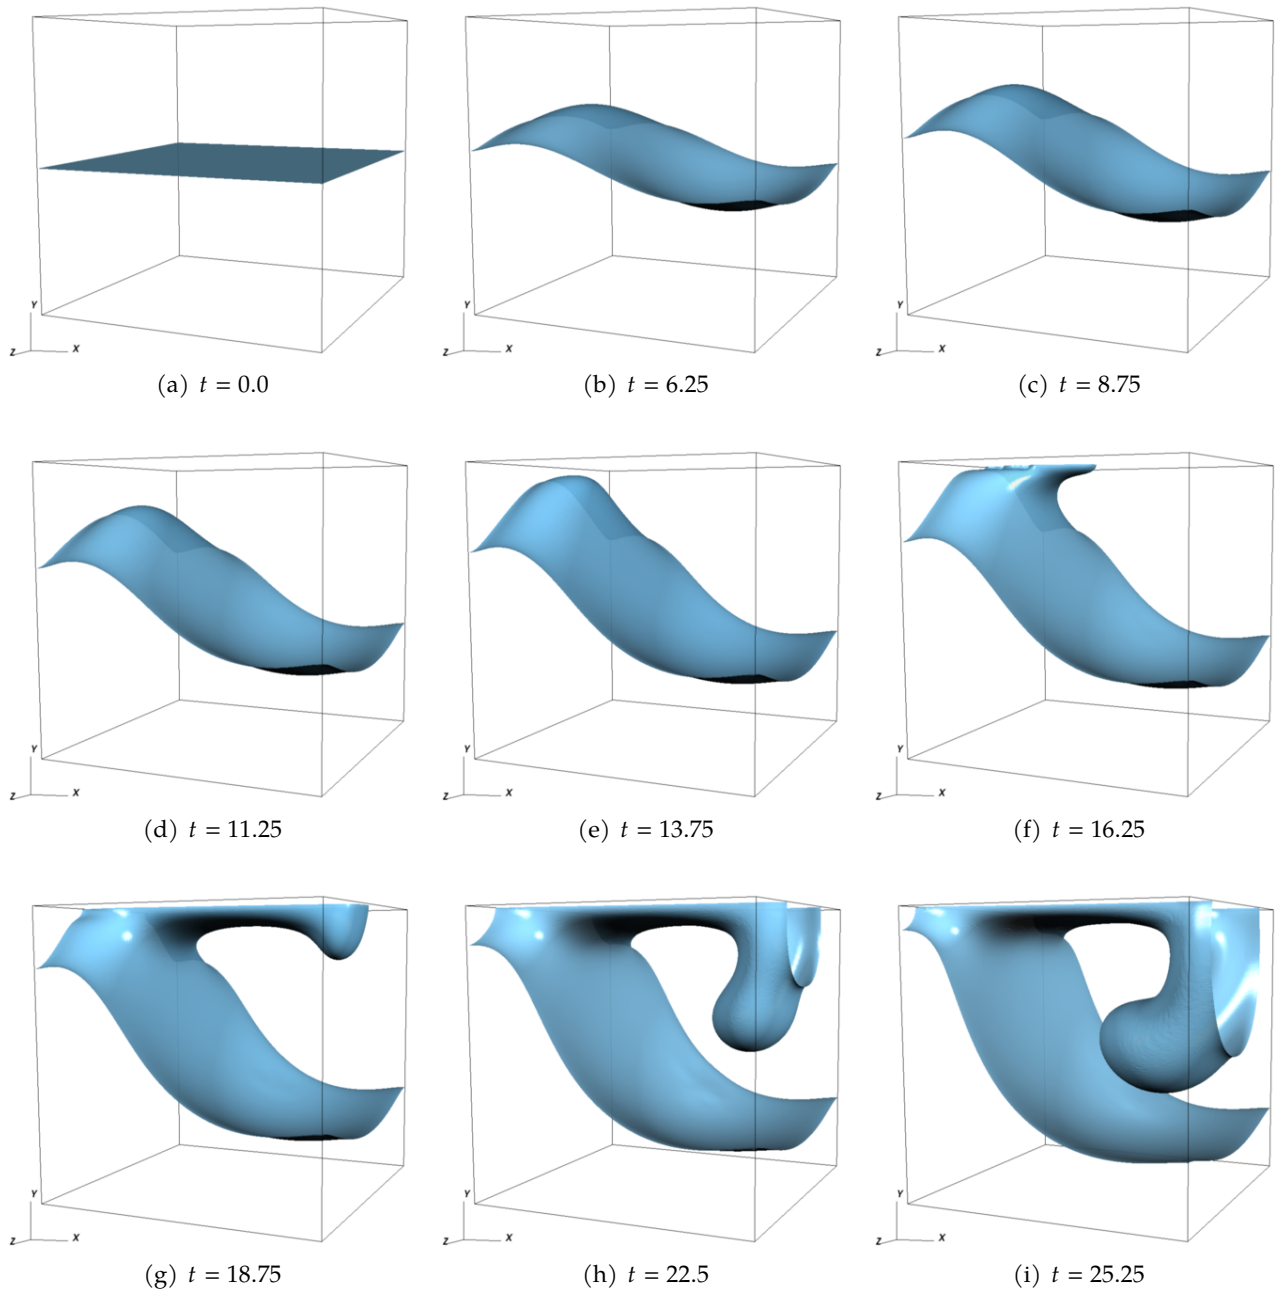 Y
Z X
(a) t = 0.0
Y
Z X
(b) t = 6.25
Y
Z X
(c) t = 8.75
Y
Z X
(d) t = 11.25
Y
Z X
(e) t = 13.75
Y
Z X
(f) t = 16.25
Y
Z X
(g) t = 18.75
Y
Z X
(h) t = 22.5
Y
Z X
(i) t = 25.25